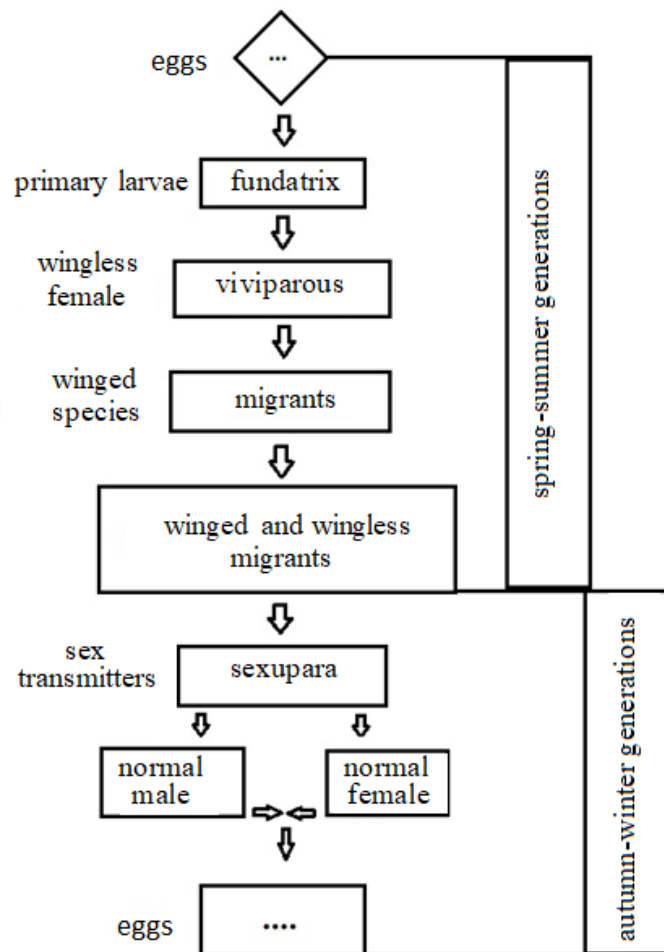 eggs
...
primary larvae
fundatrix
wingless
female
viviparous
winged
species
migrants
winged and wingless
migrants
spring-summer generations
sex
transmitters
sexupara
normal
male
normal
female
eggs
....
autumn-winter generations